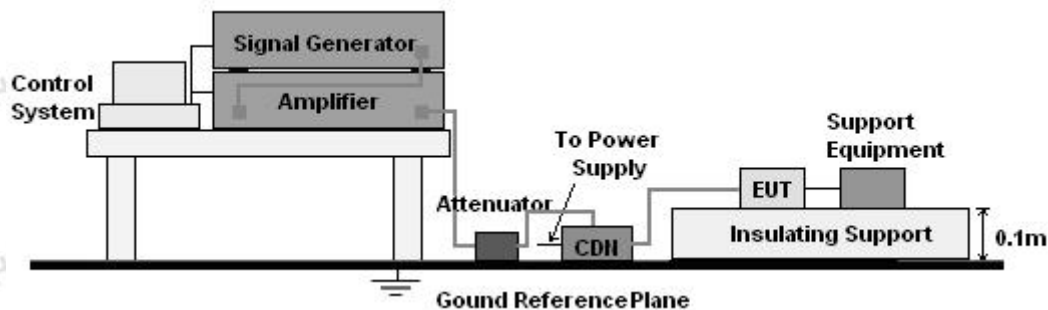 Signal Generator
Control
System
Amplifier
To Power
Supply
Support
Equipment
Attenuator
EUT
CDN
Insulating Support
0.1m
Gound Reference Plane